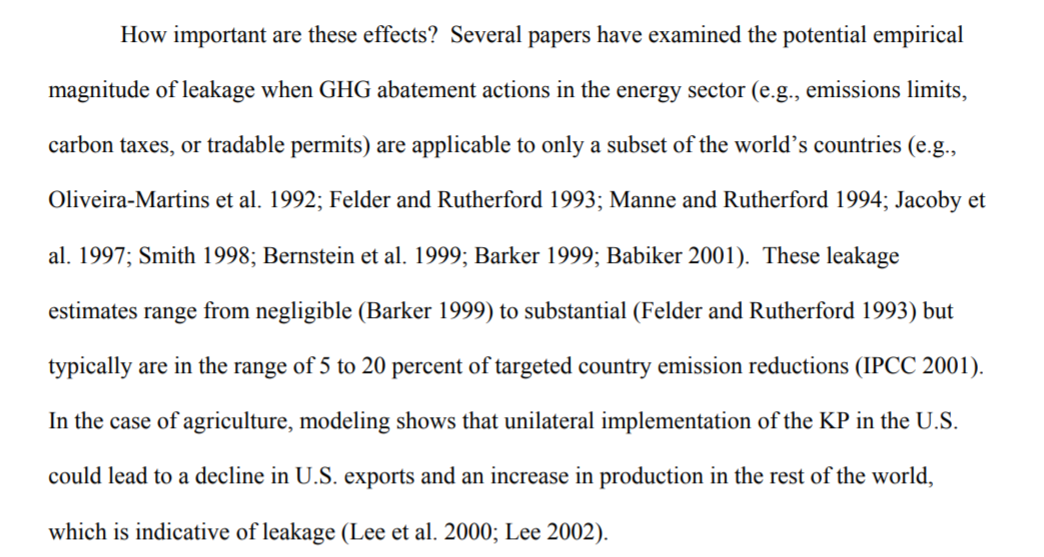 How important are these effects?  Several papers have examined the potential empirical
magnitude of leakage when GHG abatement actions in the energy sector (e.g., emissions limits,
carbon taxes, or tradable permits) are applicable to only a subset of the world’s countries (e.g.,
Oliveira-Martins et al. 1992; Felder and Rutherford 1993; Manne and Rutherford 1994; Jacoby et
al. 1997; Smith 1998; Bernstein et al. 1999; Barker 1999; Babiker 2001).  These leakage
estimates range from negligible (Barker 1999) to substantial (Felder and Rutherford 1993) but
typically are in the range of 5 to 20 percent of targeted country emission reductions (IPCC 2001).
In the case of agriculture, modeling shows that unilateral implementation of the KP in the U.S.
could lead to a decline in U.S. exports and an increase in production in the rest of the world,
which is indicative of leakage (Lee et al. 2000; Lee 2002).